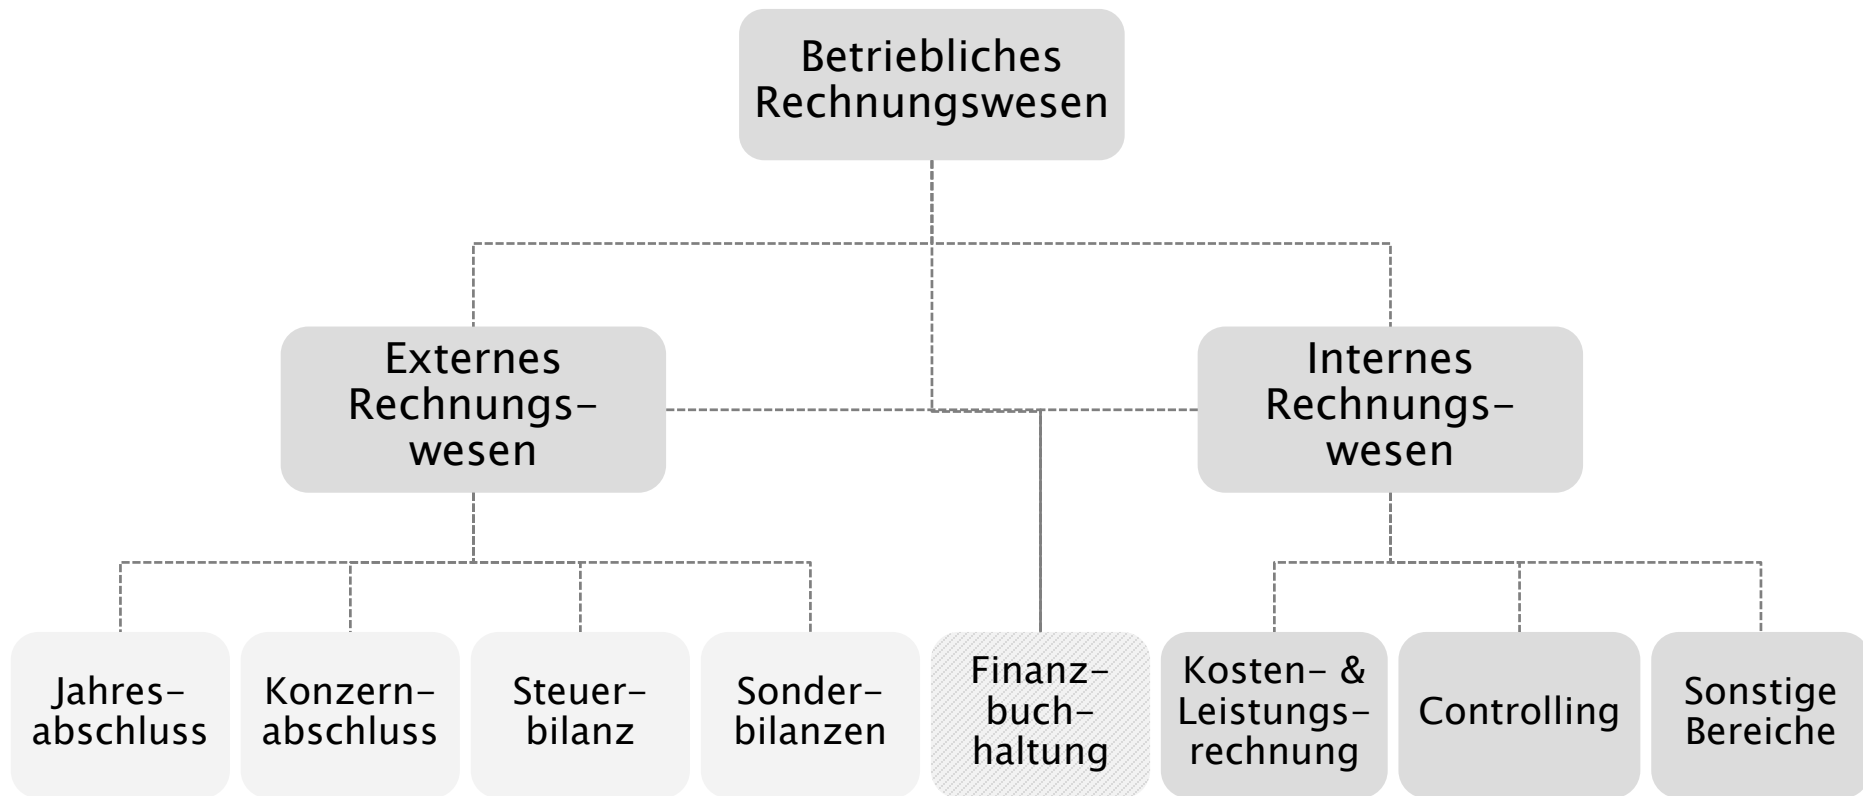 Betriebliches
Rechnungswesen
Externes
Rechnungs-
wesen
Internes
Rechnungs-
wesen
Jahres-
abschluss
Konzern-
abschluss
Steuer-
bilanz
Sonder-
bilanzen
Finanz-
buch-
haltung
Kosten- &
Leistungs-
rechnung
Controlling
Sonstige
Bereiche